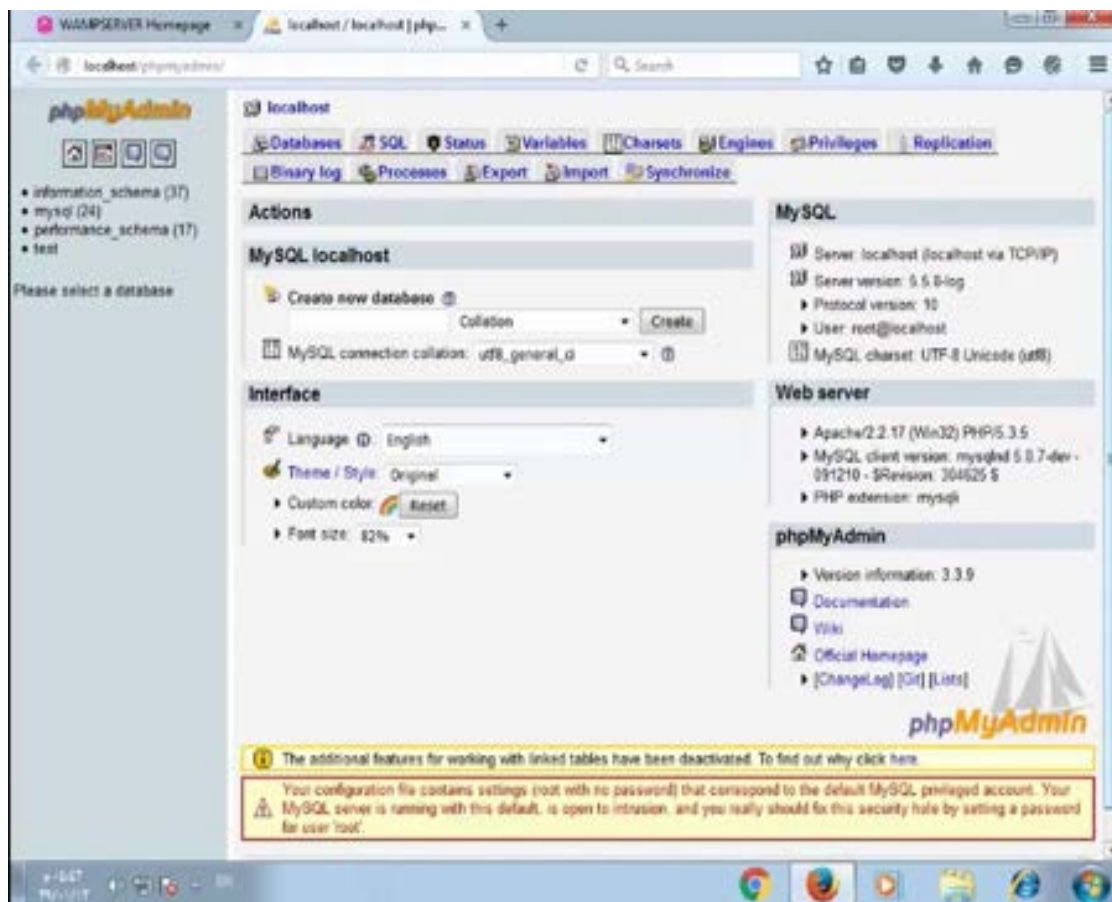 WAMPSERVER Homepage
localhost / localhost | php...
localhost/phpmyadmin/
Search
phpMyAdmin
information_schema (37)
mysql (24)
performance_schema (17)
test
Please select a database
localhost
Databases SQL Status Variables Charsets Engines Privileges Replication
Binary log Processes Export Import Synchronize
Actions
MySQL localhost
Create new database
Collation Create
MySQL connection collation: utf8_general_ci
Interface
Language English
Theme / Style: Original
Custom color: Reset
Font size: 82%
MySQL
Server: localhost (localhost via TCP/IP)
Server version: 5.5.8-log
Protocol version: 10
User: root@localhost
MySQL charset: UTF-8 Unicode (utf8)
Web server
Apache/2.2.17 (Win32) PHP/5.3.5
MySQL client version: mysqlnd 5.0.7-dev -
091210 - $Revision: 304625 $
PHP extension: mysqli
phpMyAdmin
Version information: 3.3.9
Documentation
Wiki
Official Homepage
[ChangeLog] [Git] [Lists]
phpMyAdmin
The additional features for working with linked tables have been deactivated. To find out why click here.
Your configuration file contains settings (root with no password) that correspond to the default MySQL privileged account. Your
MySQL server is running with this default, is open to intrusion, and you really should fix this security hole by setting a password
for user 'root'.
EN